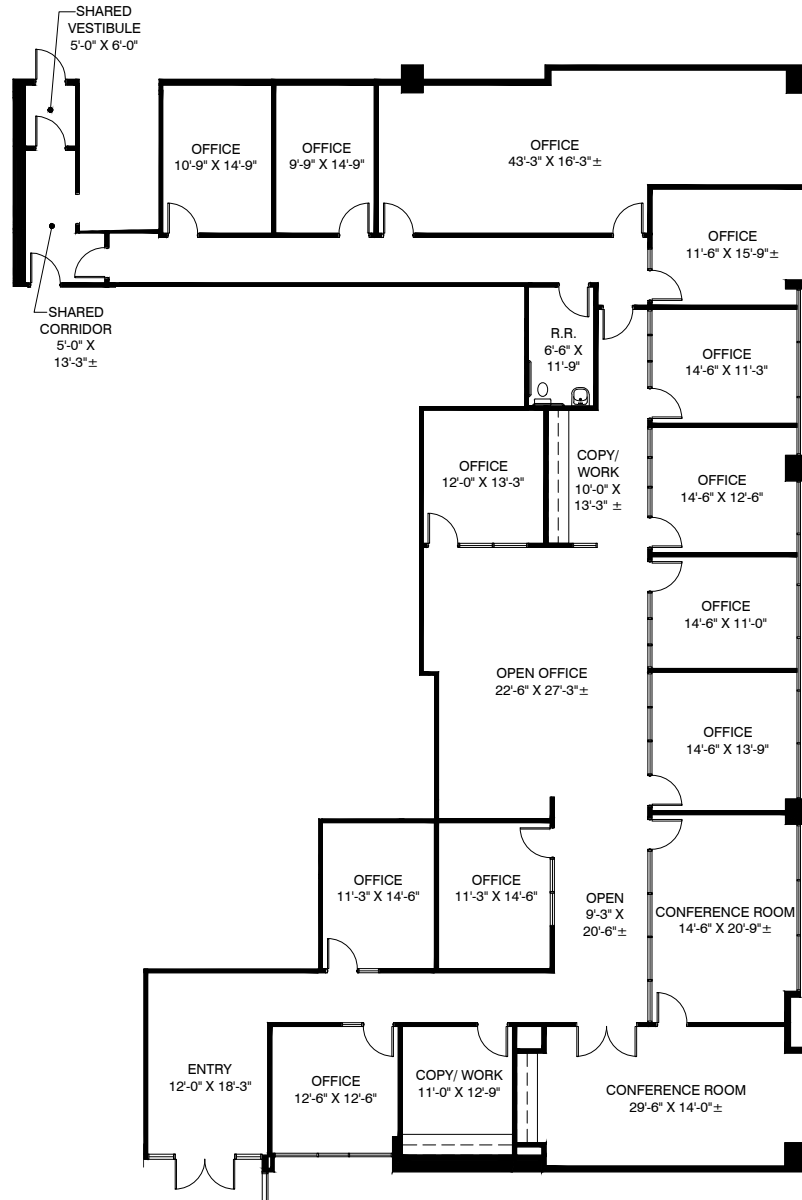 SHARED
VESTIBULE
5'-0" X 6'-0"
OFFICE
10'-9" X 14'-9"
OFFICE
9'-9" X 14'-9"
OFFICE
43'-3" X 16'-3"±
OFFICE
11'-6" X 15'-9"±
SHARED
CORRIDOR
5'-0" X
13'-3"±
R.R.
6'-6" X
11'-9"
OFFICE
14'-6" X 11'-3"
OFFICE
12'-0" X 13'-3"
COPY/
WORK
10'-0" X
13'-3" ±
OFFICE
14'-6" X 12'-6"
OFFICE
14'-6" X 11'-0"
OPEN OFFICE
22'-6" X 27'-3"±
OFFICE
14'-6" X 13'-9"
OFFICE
11'-3" X 14'-6"
OFFICE
11'-3" X 14'-6"
OPEN
9'-3" X
20'-6"±
CONFERENCE ROOM
14'-6" X 20'-9"±
ENTRY
12'-0" X 18'-3"
OFFICE
12'-6" X 12'-6"
COPY/ WORK
11'-0" X 12'-9"
CONFERENCE ROOM
29'-6" X 14'-0"±